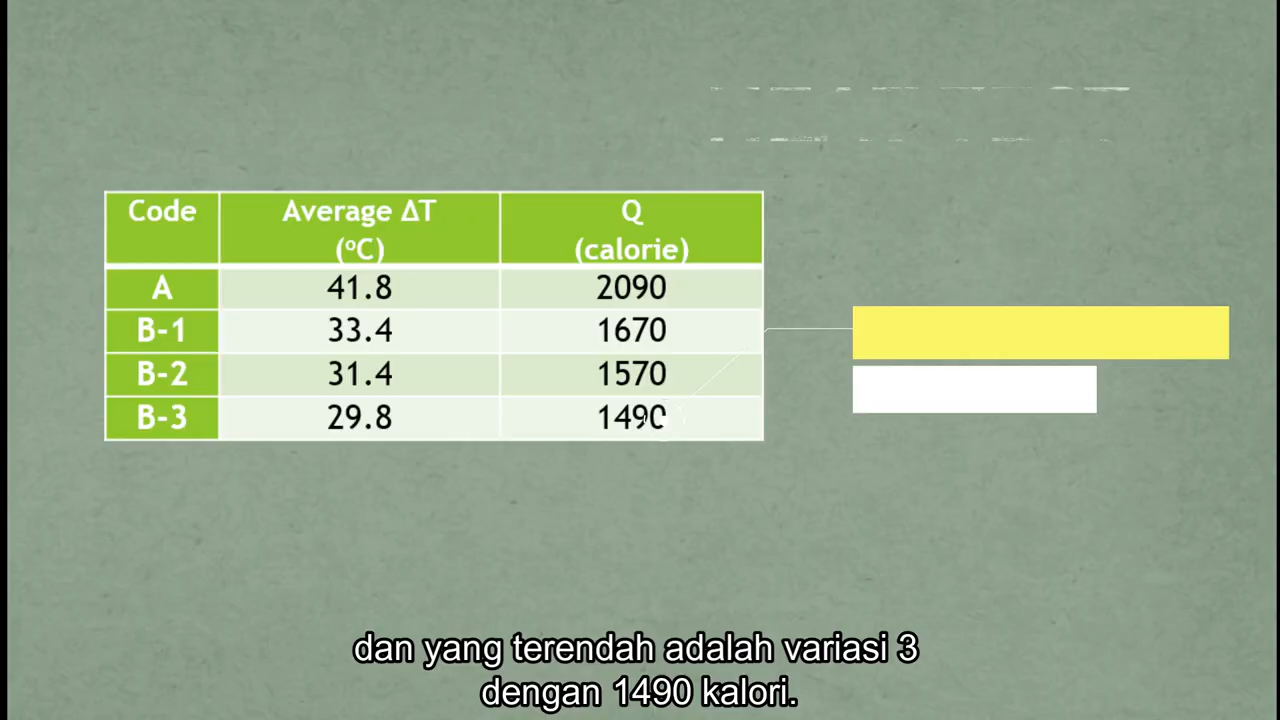 Code Average ΔT (°C) Q (calorie)
A 41.8 2090
B-1 33.4 1670
B-2 31.4 1570
B-3 29.8 1490
dan yang terendah adalah variasi 3
dengan 1490 kalori.